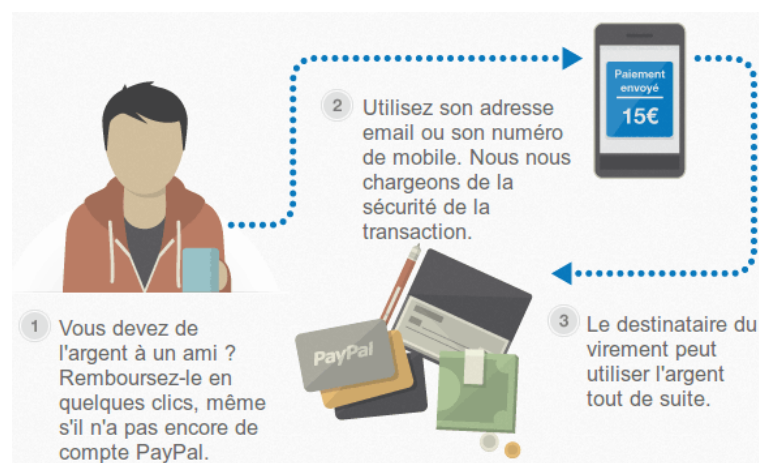 1
Vous devez de
l'argent à un ami ?
Remboursez-le en
quelques clics, même
s'il n'a pas encore de
compte PayPal.
2
Utilisez son adresse
email ou son numéro
de mobile. Nous nous
chargeons de la
sécurité de la
transaction.
Paiement
envoyé
15€
PayPal
3
Le destinataire du
virement peut
utiliser l'argent
tout de suite.